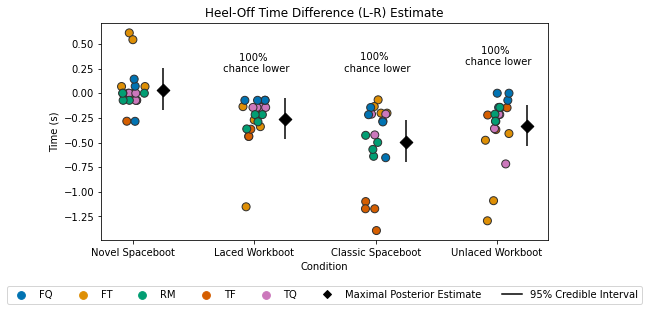 Heel-Off Time Difference (L-R) Estimate
Time (s)
0.50
0.25
0.00
−0.25
−0.50
−0.75
−1.00
−1.25
100%
chance lower
100%
chance lower
100%
chance lower
Novel Spaceboot
Laced Workboot
Classic Spaceboot
Unlaced Workboot
Condition
FQ
FT
RM
TF
TQ
Maximal Posterior Estimate
95% Credible Interval